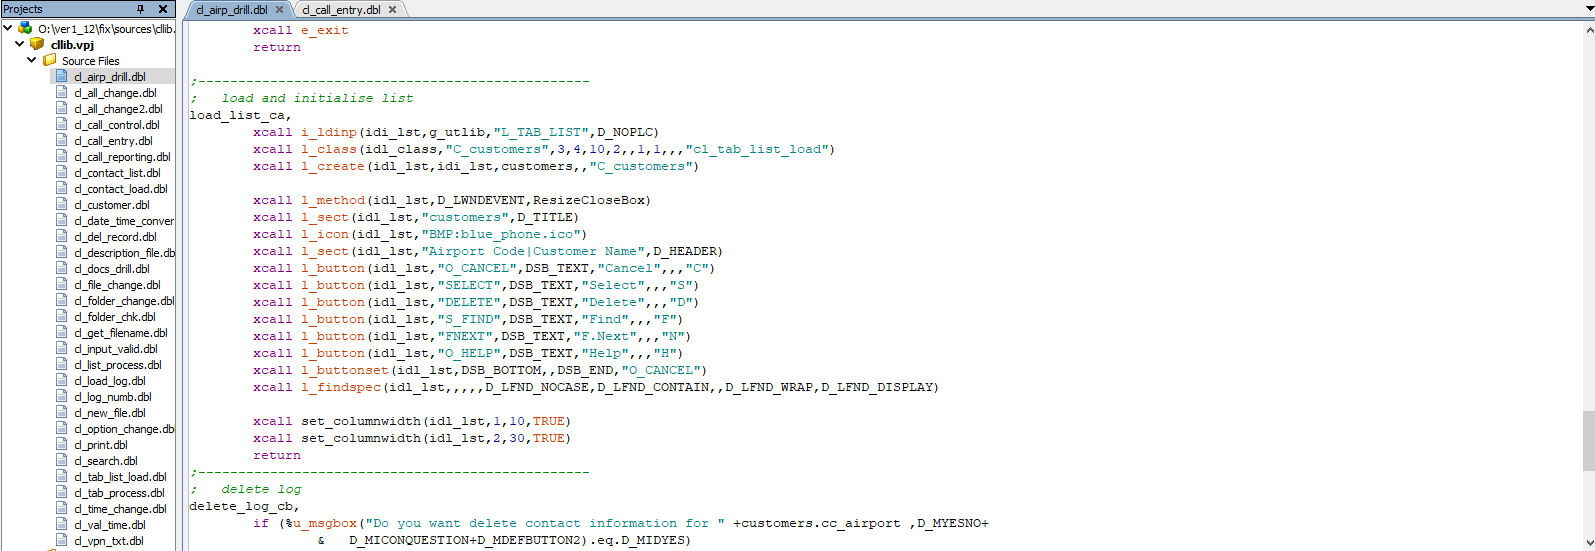 Projects
O:\ver1_12\fix\sources\cllib.
cllib.vpj
Source Files
cl_airp_drill.dbl
cl_all_change.dbl
cl_all_change2.dbl
cl_call_control.dbl
cl_call_entry.dbl
cl_call_reporting.dbl
cl_contact_list.dbl
cl_contact_load.dbl
cl_customer.dbl
cl_date_time_conver
cl_del_record.dbl
cl_description_file.db
cl_docs_drill.dbl
cl_file_change.dbl
cl_folder_change.dbl
cl_folder_chk.dbl
cl_get_filename.dbl
cl_input_valid.dbl
cl_list_process.dbl
cl_load_log.dbl
cl_log_numb.dbl
cl_new_file.dbl
cl_option_change.dbl
cl_print.dbl
cl_search.dbl
cl_tab_list_load.dbl
cl_tab_process.dbl
cl_time_change.dbl
cl_val_time.dbl
cl_vpn_txt.dbl
cl_airp_drill.dbl cl_call_entry.dbl
xcall e_exit
return
;-------------------------------------------------
; load and initialise list
load_list_ca,
xcall i_ldinp(idi_lst,g_utlib,"L_TAB_LIST",D_NOPLC)
xcall l_class(idl_class,"C_customers",3,4,10,2,,1,1,,,"cl_tab_list_load")
xcall l_create(idl_lst,idi_lst,customers,,"C_customers")
xcall l_method(idl_lst,D_LWNDEVENT,ResizeCloseBox)
xcall l_sect(idl_lst,"customers",D_TITLE)
xcall l_icon(idl_lst,"BMP:blue_phone.ico")
xcall l_sect(idl_lst,"Airport Code|Customer Name",D_HEADER)
xcall l_button(idl_lst,"O_CANCEL",DSB_TEXT,"Cancel",,,"C")
xcall l_button(idl_lst,"SELECT",DSB_TEXT,"Select",,,"S")
xcall l_button(idl_lst,"DELETE",DSB_TEXT,"Delete",,,"D")
xcall l_button(idl_lst,"S_FIND",DSB_TEXT,"Find",,,"F")
xcall l_button(idl_lst,"FNEXT",DSB_TEXT,"F.Next",,,"N")
xcall l_button(idl_lst,"O_HELP",DSB_TEXT,"Help",,,"H")
xcall l_buttonset(idl_lst,DSB_BOTTOM,,DSB_END,"O_CANCEL")
xcall l_findspec(idl_lst,,,,,D_LFND_NOCASE,D_LFND_CONTAIN,,D_LFND_WRAP,D_LFND_DISPLAY)
xcall set_columnwidth(idl_lst,1,10,TRUE)
xcall set_columnwidth(idl_lst,2,30,TRUE)
return
;-------------------------------------------------
; delete log
delete_log_cb,
if (%u_msgbox("Do you want delete contact information for " +customers.cc_airport ,D_MYESNO+
& D_MICONQUESTION+D_MDEFBUTTON2).eq.D_MIDYES)